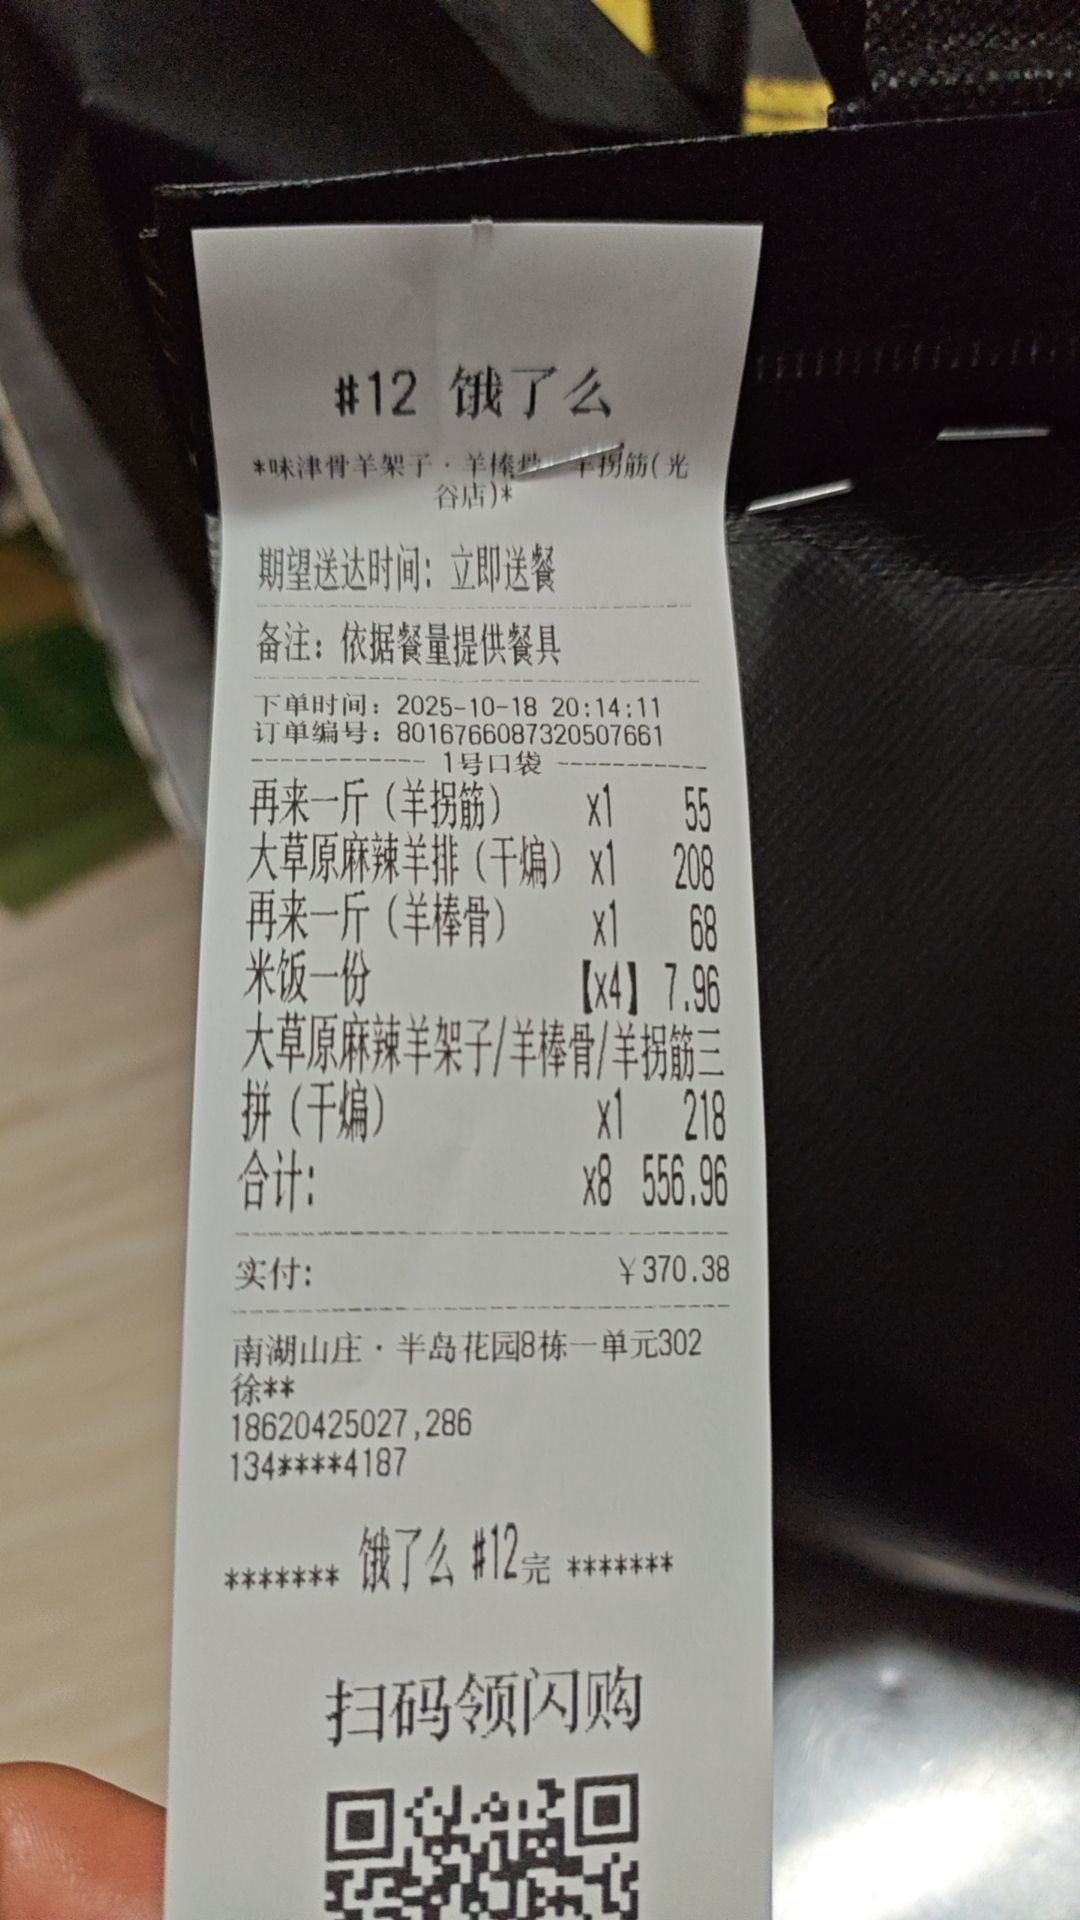 #12 饿了么
*味津骨羊架子·羊棒 羊拐筋(光
谷店)*
期望送达时间: 立即送餐
备注: 依据餐量提供餐具
下单时间: 2025-10-18 20:14:11
订单编号: 8016766087320507661
------------ 1号口袋 -----------
再来一斤(羊拐筋) x1 55
大草原麻辣羊排(干煸) x1 208
再来一斤(羊棒骨) x1 68
米饭一份 【x4】 7.96
大草原麻辣羊架子/羊棒骨/羊拐筋三
拼(干煸) x1 218
合计: x8 556.96
实付: ￥370.38
南湖山庄·半岛花园8栋一单元302
徐**
18620425027,286
134****4187
******* 饿了么 #12完 *******
扫码领闪购